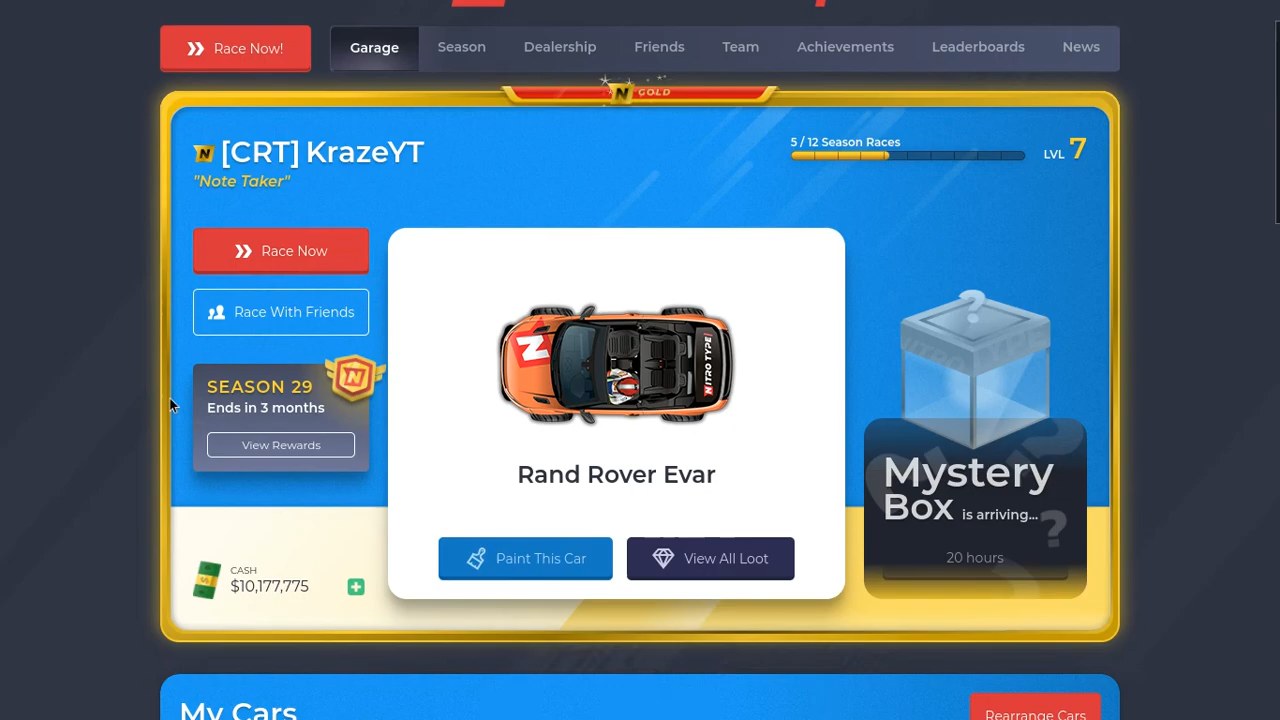 Race Now!
Garage
Season
Dealership
Friends
Team
Achievements
Leaderboards
News
N GOLD
N [CRT] KrazeYT
"Note Taker"
5 / 12 Season Races
LVL 7
Race Now
Race With Friends
SEASON 29
N
Ends in 3 months
View Rewards
N
NITRO TYPE
Rand Rover Evar
Paint This Car
View All Loot
?
Mystery
Box is arriving...
?
20 hours
CASH
$10,177,775
My Cars
Rearrange Cars